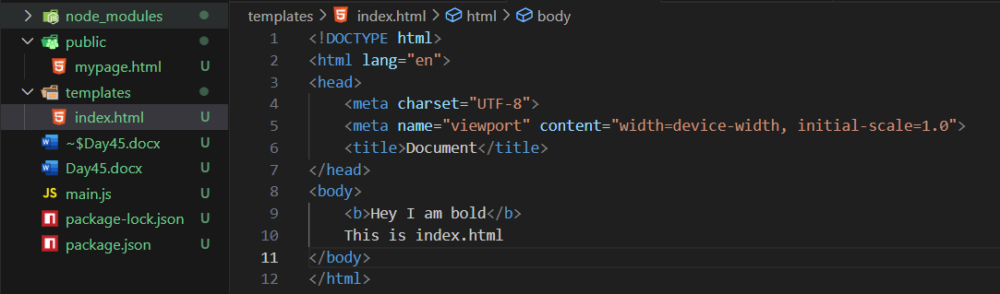 node_modules
public
mypage.html U
templates
index.html U
~$Day45.docx U
Day45.docx U
JS main.js U
package-lock.json U
package.json U
templates > index.html > html > body
1 <!DOCTYPE html>
2 <html lang="en">
3 <head>
4 <meta charset="UTF-8">
5 <meta name="viewport" content="width=device-width, initial-scale=1.0">
6 <title>Document</title>
7 </head>
8 <body>
9 <b>Hey I am bold</b>
10 This is index.html
11 </body>
12 </html>